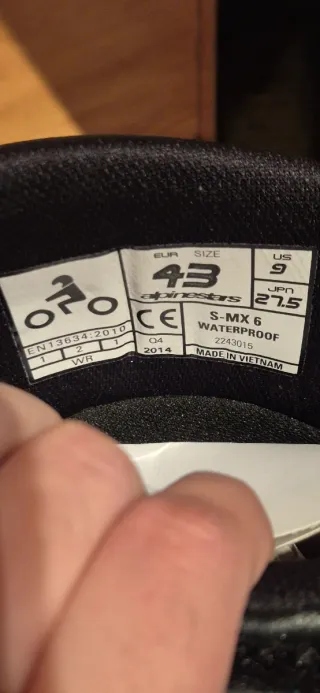 EUR SIZE
43
alpinestars
US
9
JPN
27.5
EN13634:2010
1 2 1
WR
CE
04
2014
S-MX 6
WATERPROOF
2243015
MADE IN VIETNAM